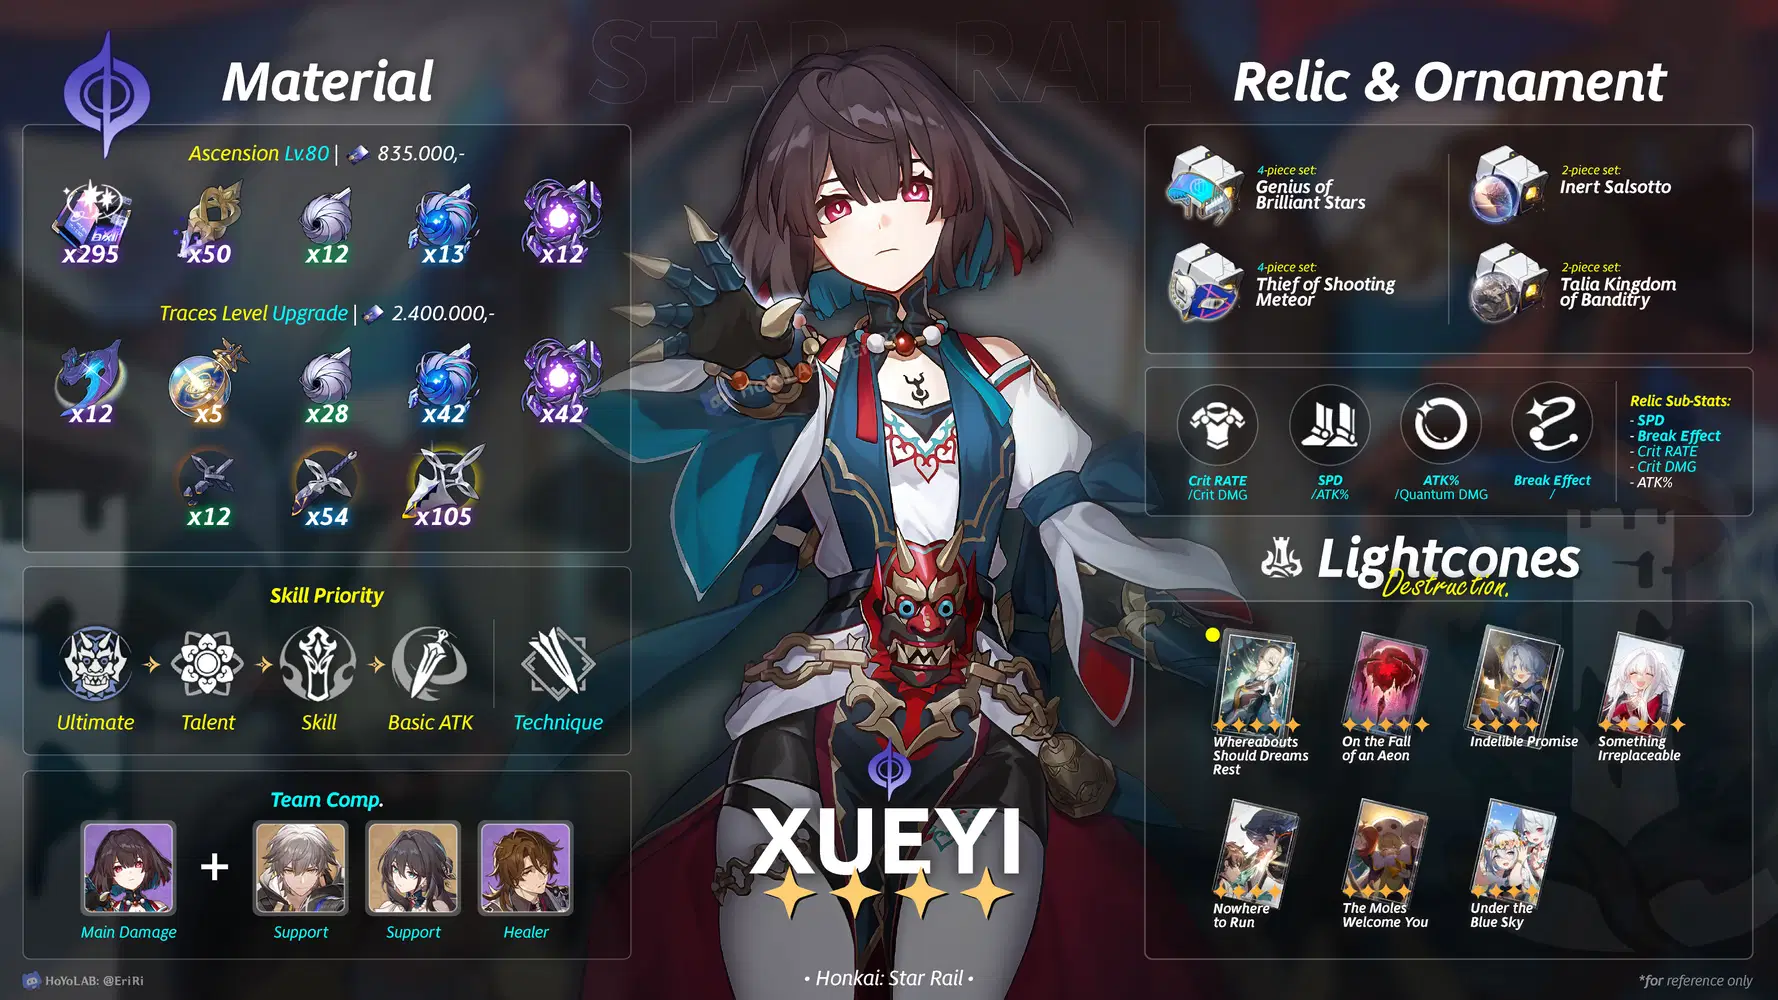 STAR RAIL
Material
Ascension Lv.80 | 835.000,-
x295
x50
x12
x13
x12
Traces Level Upgrade | 2.400.000,-
x12
x5
x28
x42
x42
x12
x54
x105
Skill Priority
Ultimate
Talent
Skill
Basic ATK
Technique
Team Comp.
+
Main Damage
Support
Support
Healer
HoYoLAB: @EriRi
XUEYI
• Honkai: Star Rail •
Relic & Ornament
4-piece set:
Genius of
Brilliant Stars
2-piece set:
Inert Salsotto
4-piece set:
Thief of Shooting
Meteor
2-piece set:
Talia Kingdom
of Banditry
Crit RATE
/Crit DMG
SPD
/ATK%
ATK%
/Quantum DMG
Break Effect
/
Relic Sub-Stats:
- SPD
- Break Effect
- Crit RATE
- Crit DMG
- ATK%
Lightcones
Destruction.
Whereabouts
Should Dreams
Rest
On the Fall
of an Aeon
Indelible Promise
Something
Irreplaceable
Nowhere
to Run
The Moles
Welcome You
Under the
Blue Sky
*for reference only